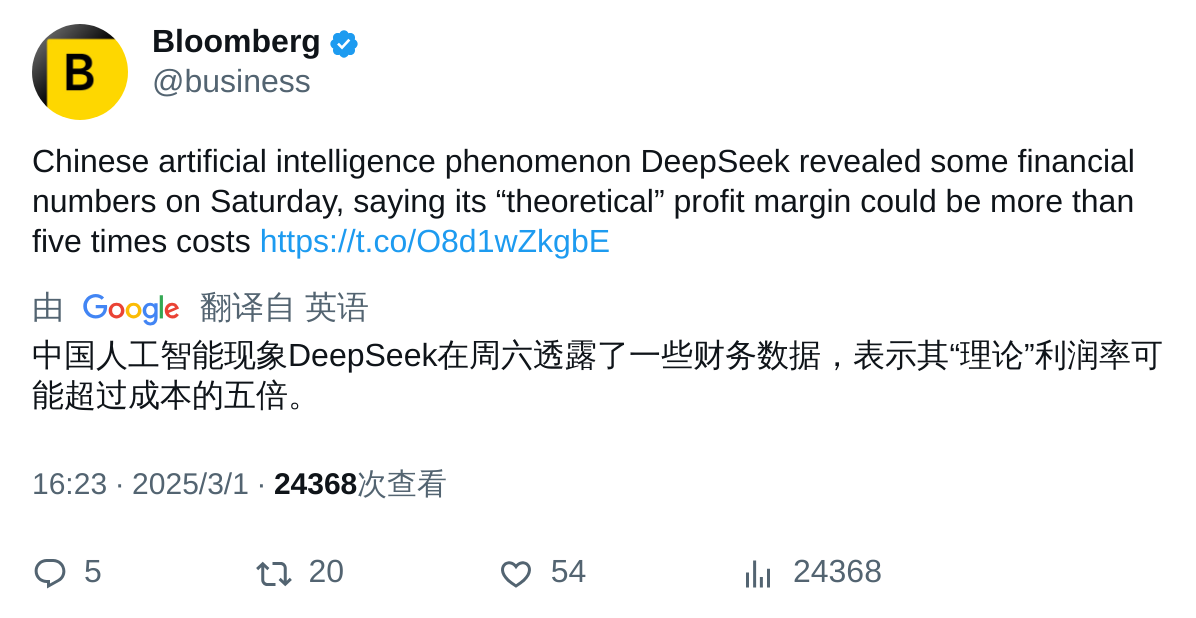 B
Bloomberg
@business
Chinese artificial intelligence phenomenon DeepSeek revealed some financial
numbers on Saturday, saying its “theoretical” profit margin could be more than
five times costs https://t.co/O8d1wZkgbE
由 Google 翻译自 英语
中国人工智能现象DeepSeek在周六透露了一些财务数据，表示其“理论”利润率可
能超过成本的五倍。
16:23 · 2025/3/1 · 24368次查看
5 20 54 24368